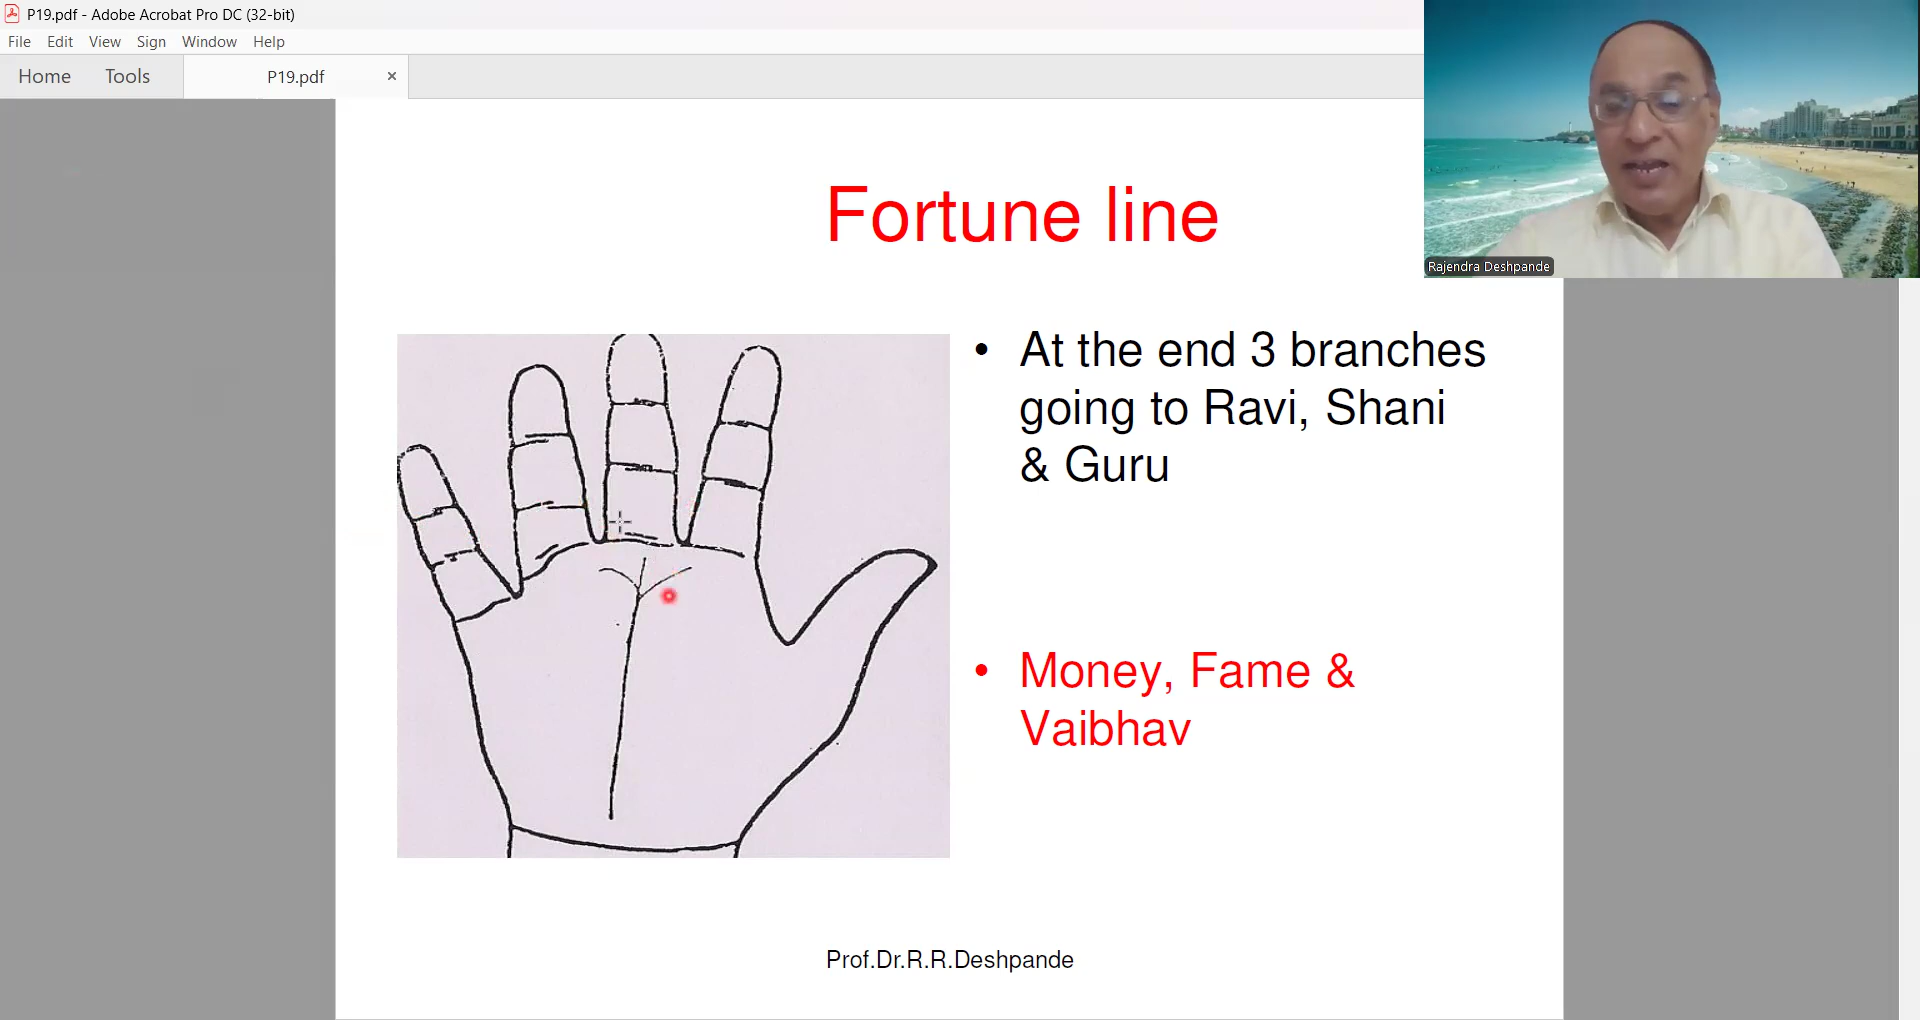 P19.pdf - Adobe Acrobat Pro DC (32-bit)
File Edit View Sign Window Help
Home Tools P19.pdf ×
Rajendra Deshpande
Fortune line
• At the end 3 branches
going to Ravi, Shani
& Guru
• Money, Fame &
Vaibhav
Prof.Dr.R.R.Deshpande